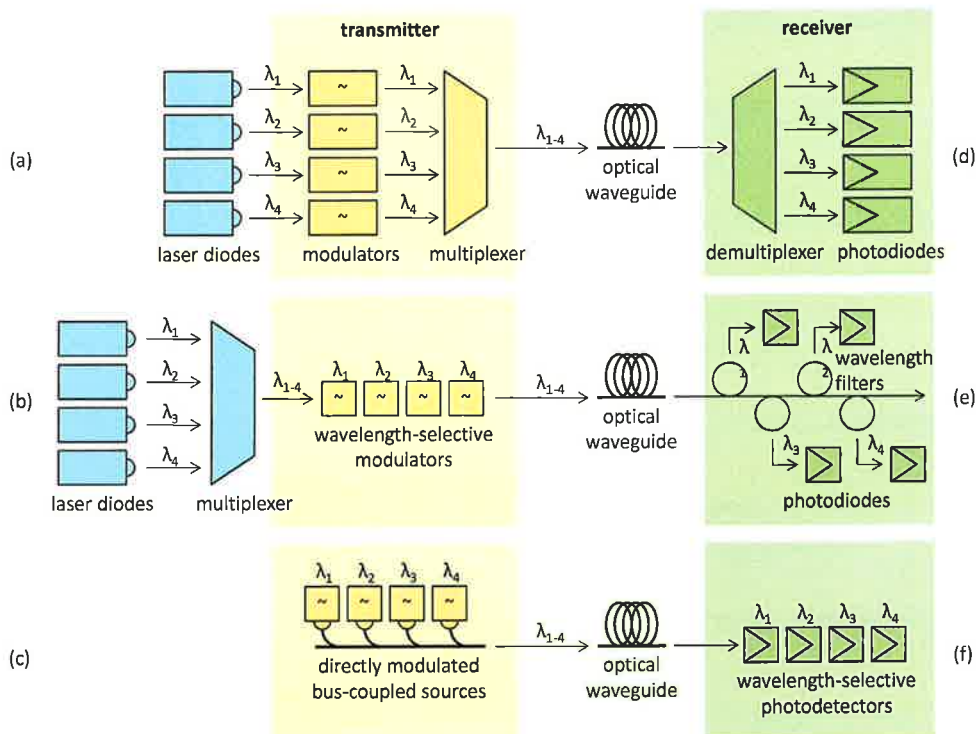 transmitter
receiver
λ1 λ1 λ1
λ2 λ2 λ2
λ3 λ3 λ3
λ4 λ4 λ4
~
~
~
~
λ1-4
(a)
(d)
optical
waveguide
laser diodes modulators multiplexer
demultiplexer photodiodes
λ1
λ2
λ3
λ4
λ1-4
λ1 λ2 λ3 λ4
~ ~ ~ ~
λ1-4
(b)
wavelength-selective
modulators
laser diodes multiplexer
optical
waveguide
λ λ
1 2
wavelength
filters
(e)
λ3 λ4
photodiodes
λ1 λ2 λ3 λ4
~ ~ ~ ~
λ1-4
(c)
directly modulated
bus-coupled sources
optical
waveguide
λ1 λ2 λ3 λ4
(f)
wavelength-selective
photodetectors